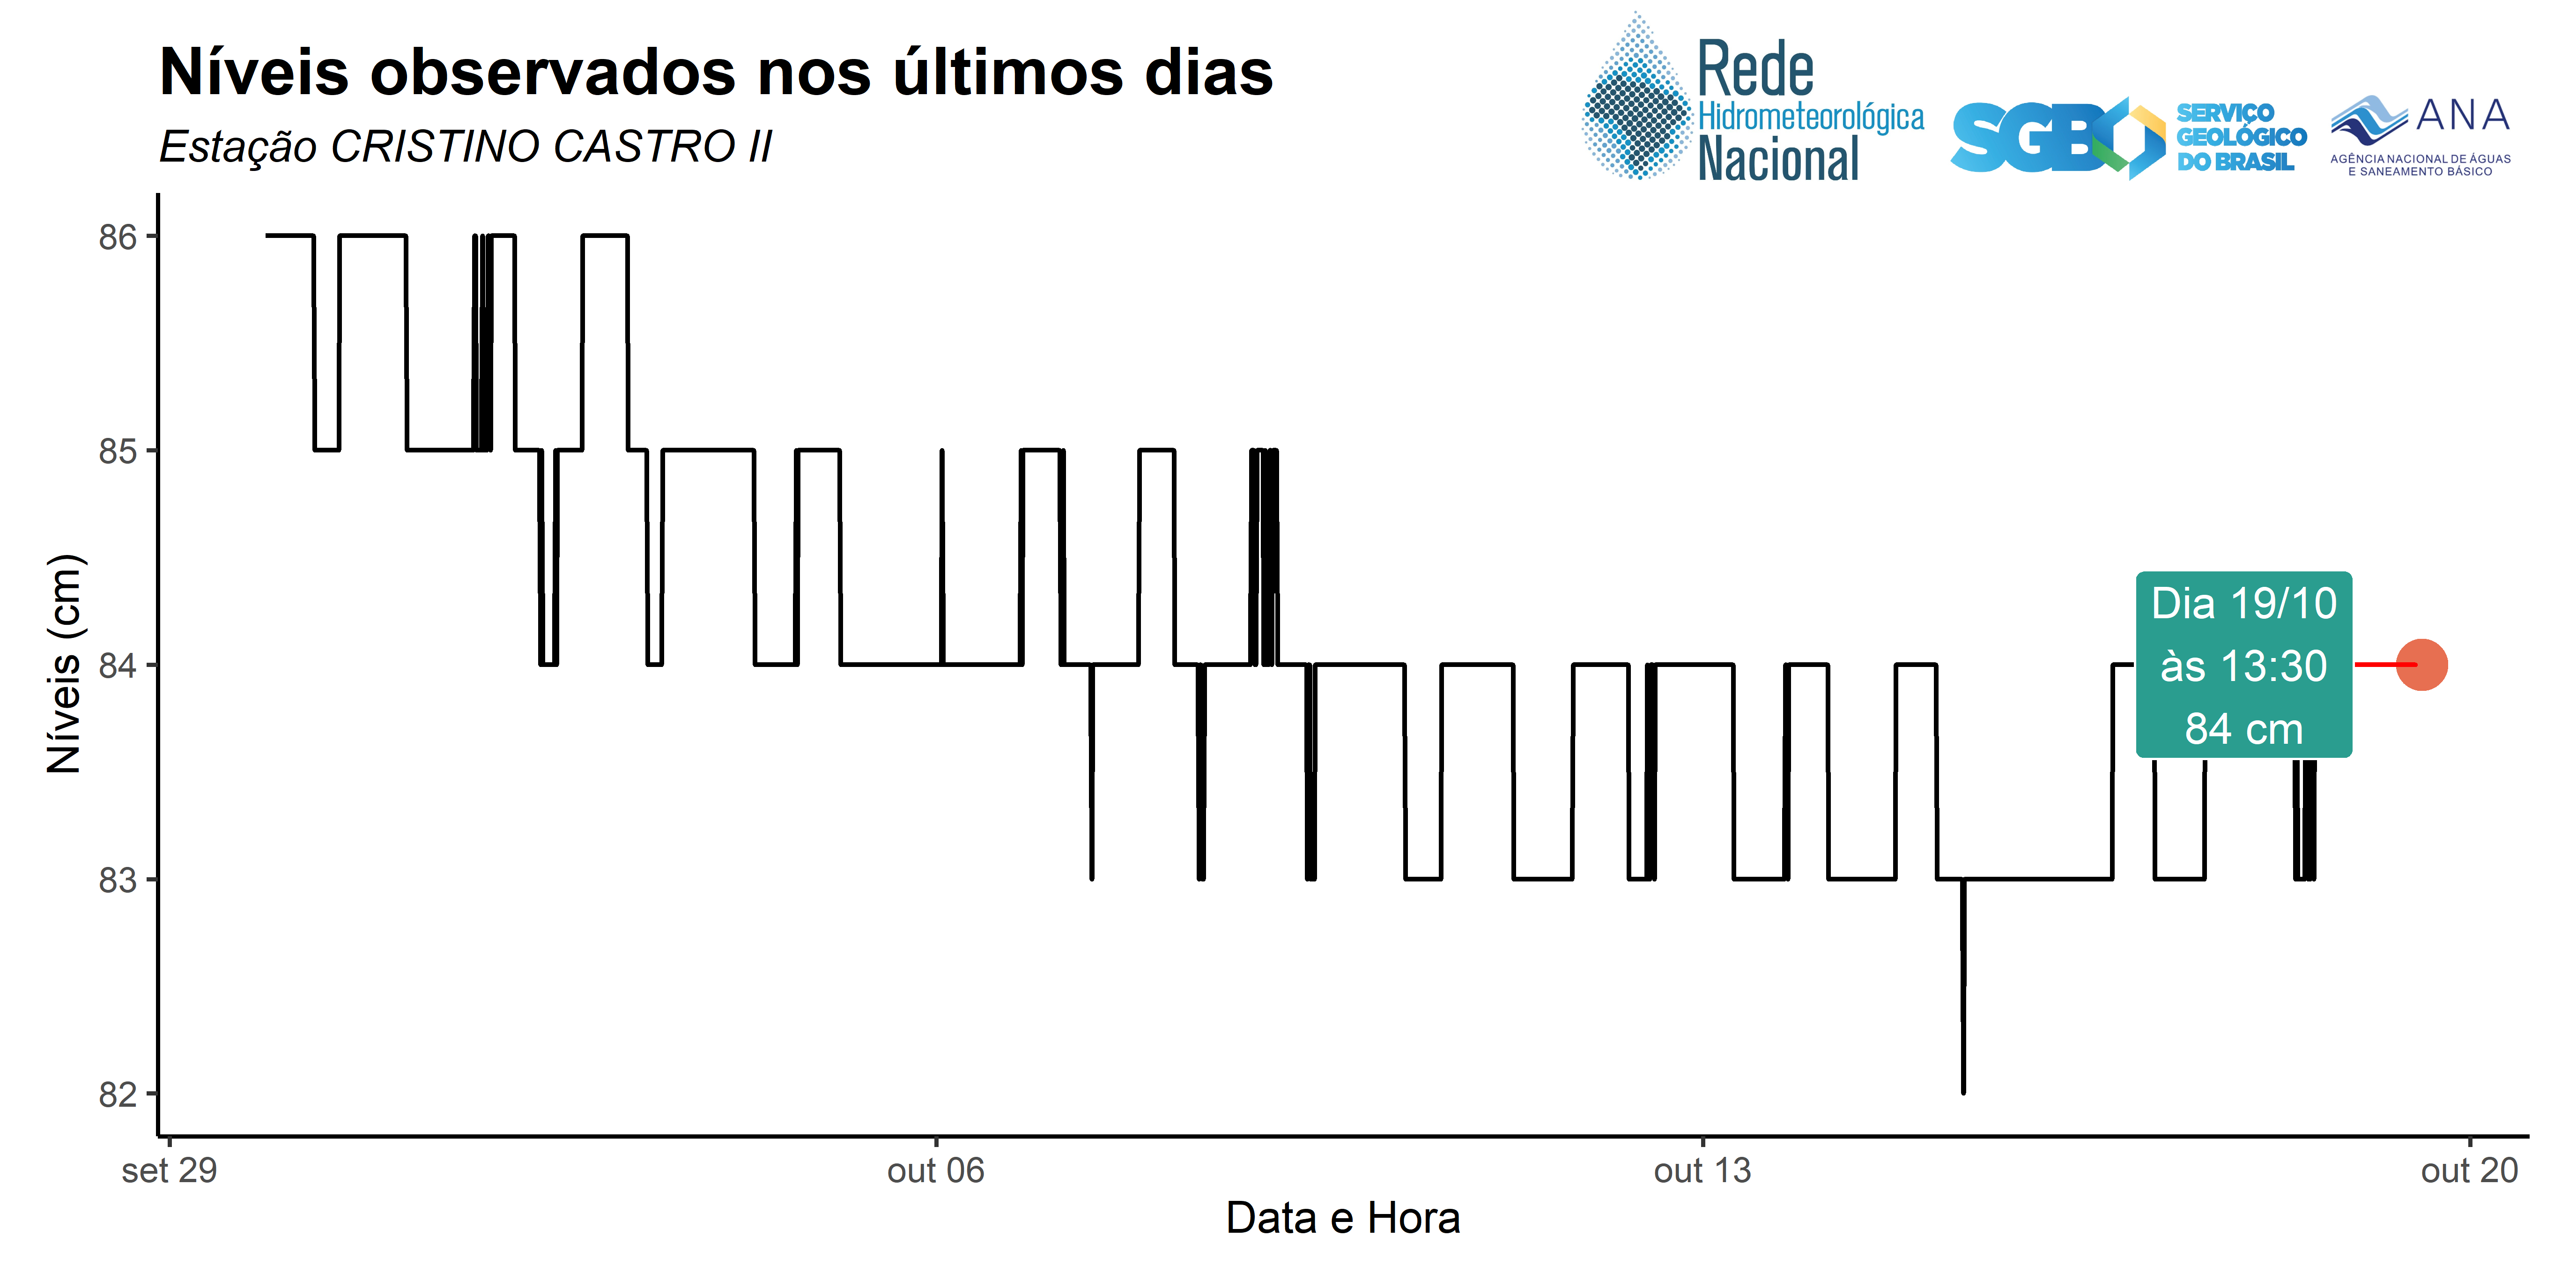 Níveis observados nos últimos dias
Estação CRISTINO CASTRO II
Rede
Hidrometeorológica
Nacional
SGB
SERVIÇO
GEOLÓGICO
DO BRASIL
ANA
AGÊNCIA NACIONAL DE ÁGUAS
E SANEAMENTO BÁSICO
Níveis (cm)
86
85
84
83
82
Dia 19/10
às 13:30
84 cm
set 29
out 06
out 13
out 20
Data e Hora